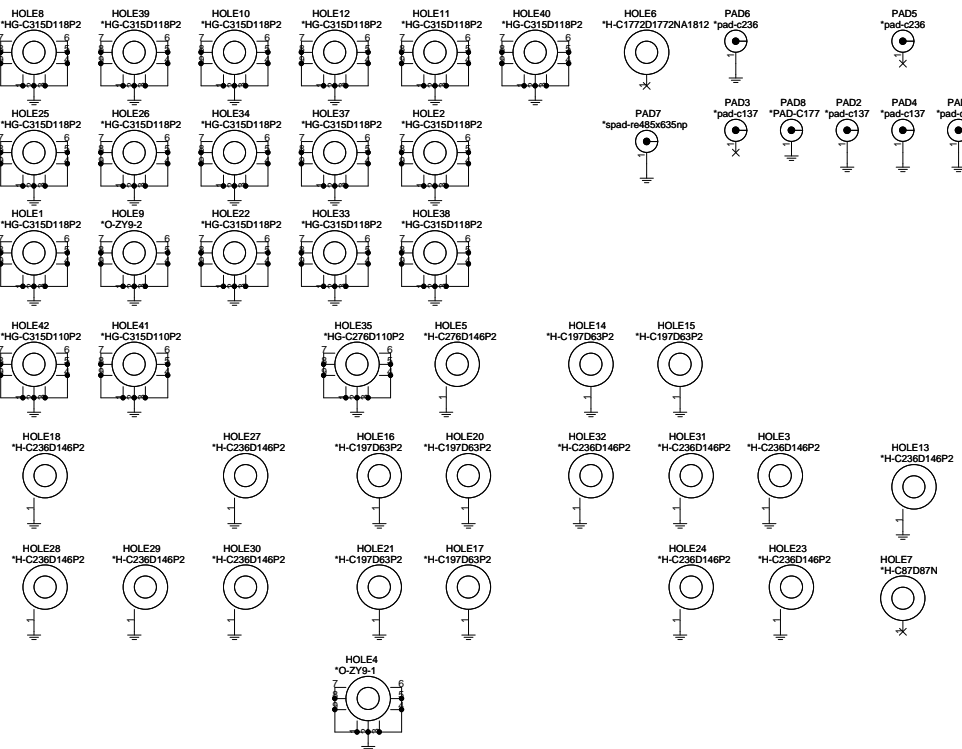 HOLE8 HOLE39 HOLE10 HOLE12 HOLE11 HOLE40 HOLE6 PAD6 PAD5
*HG-C315D118P2 *HG-C315D118P2 *HG-C315D118P2 *HG-C315D118P2 *HG-C315D118P2 *HG-C315D118P2 *H-C1772D1772NA1812 *pad-c236 *pad-c236
HOLE25 HOLE26 HOLE34 HOLE37 HOLE2 PAD7 PAD3 PAD8 PAD2 PAD4
*HG-C315D118P2 *HG-C315D118P2 *HG-C315D118P2 *HG-C315D118P2 *HG-C315D118P2 *spad-re485x635np *pad-c137 *PAD-C177 *pad-c137 *pad-c137
HOLE1 HOLE9 HOLE22 HOLE33 HOLE38
*HG-C315D118P2 *O-ZY9-2 *HG-C315D118P2 *HG-C315D118P2 *HG-C315D118P2
HOLE42 HOLE41 HOLE35 HOLE5 HOLE14 HOLE15
*HG-C315D110P2 *HG-C315D110P2 *HG-C276D110P2 *H-C276D146P2 *H-C197D63P2 *H-C197D63P2
HOLE18 HOLE27 HOLE16 HOLE20 HOLE32 HOLE31 HOLE3 HOLE13
*H-C236D146P2 *H-C236D146P2 *H-C197D63P2 *H-C197D63P2 *H-C236D146P2 *H-C236D146P2 *H-C236D146P2 *H-C236D146P2
HOLE28 HOLE29 HOLE30 HOLE21 HOLE17 HOLE24 HOLE23 HOLE7
*H-C236D146P2 *H-C236D146P2 *H-C236D146P2 *H-C197D63P2 *H-C197D63P2 *H-C236D146P2 *H-C236D146P2 *H-C87D87N
HOLE4
*O-ZY9-1